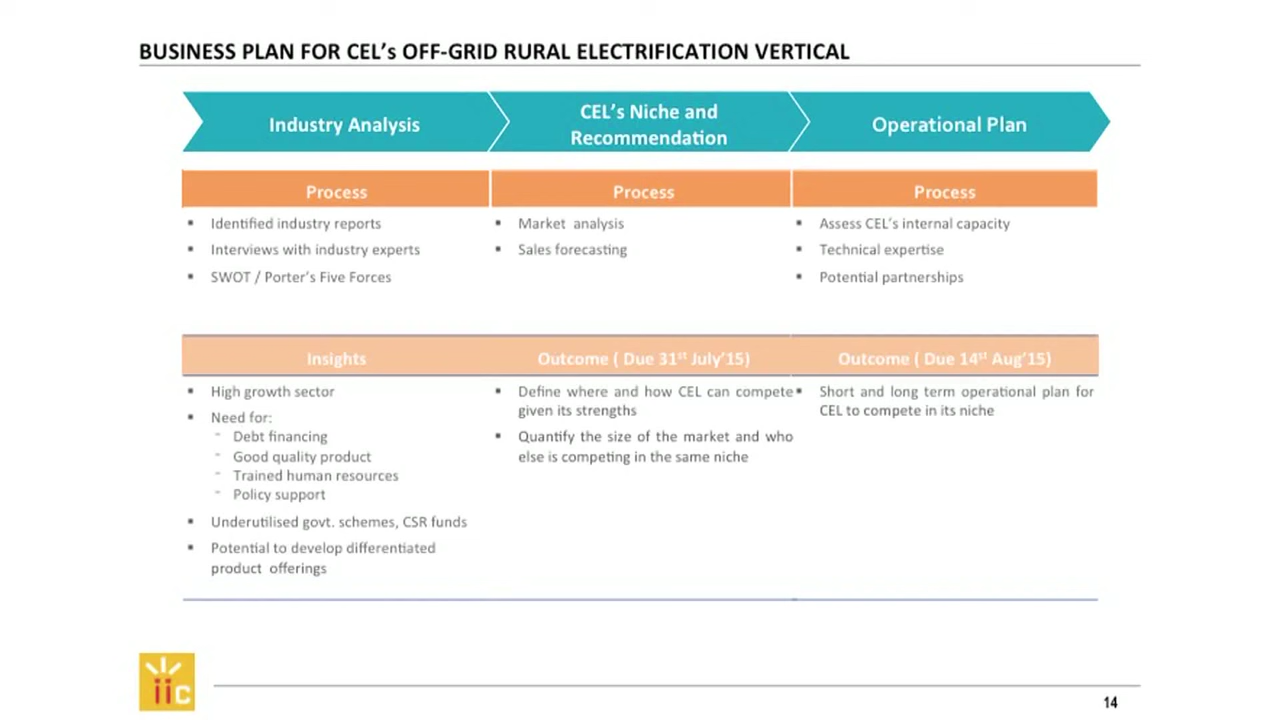 BUSINESS PLAN FOR CEL's OFF-GRID RURAL ELECTRIFICATION VERTICAL
Industry Analysis
CEL's Niche and
Recommendation
Operational Plan
Process
Process
Process
▪ Identified industry reports
▪ Interviews with industry experts
▪ SWOT / Porter's Five Forces
▪ Market analysis
▪ Sales forecasting
▪ Assess CEL's internal capacity
▪ Technical expertise
▪ Potential partnerships
Insights
Outcome ( Due 31st July'15)
Outcome ( Due 14st Aug'15)
▪ High growth sector
▪ Need for:
- Debt financing
- Good quality product
- Trained human resources
- Policy support
▪ Underutilised govt. schemes, CSR funds
▪ Potential to develop differentiated
product offerings
▪ Define where and how CEL can compete
given its strengths
▪ Quantify the size of the market and who
else is competing in the same niche
▪ Short and long term operational plan for
CEL to compete in its niche
iic
14